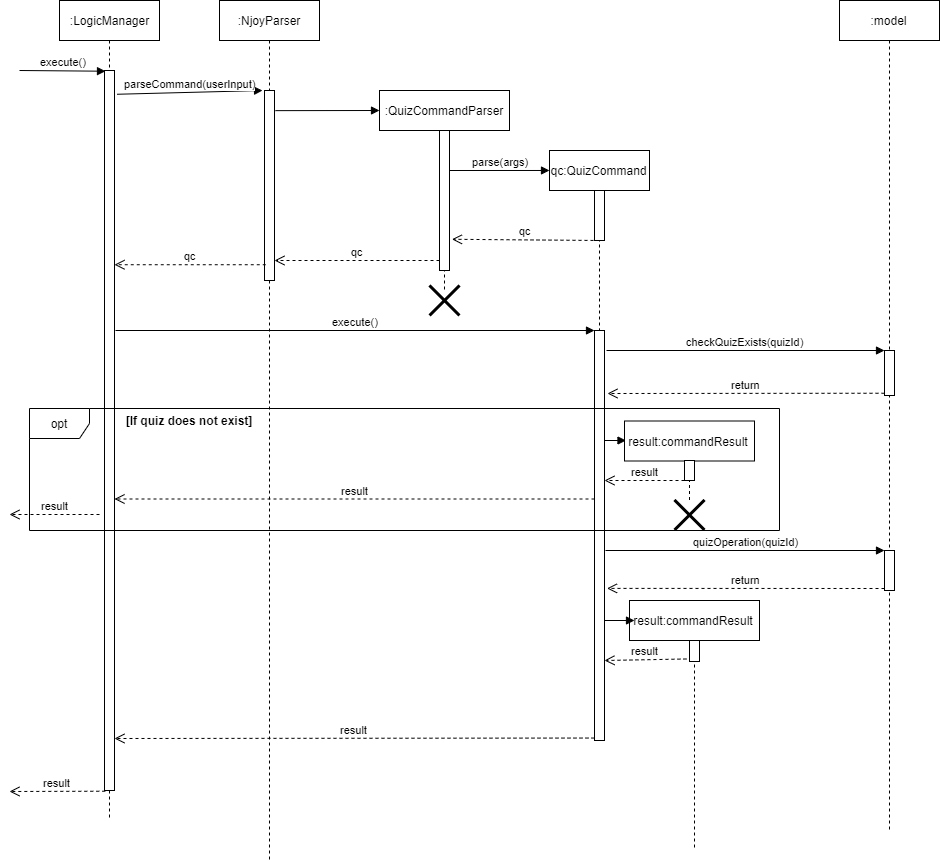 :LogicManager
:NjoyParser
:model
execute()
parseCommand(userInput)
:QuizCommandParser
parse(args)
qc:QuizCommand
qc
qc
qc
execute()
checkQuizExists(quizId)
return
opt
[If quiz does not exist]
result:commandResult
result
result
result
quizOperation(quizId)
return
result:commandResult
result
result
result